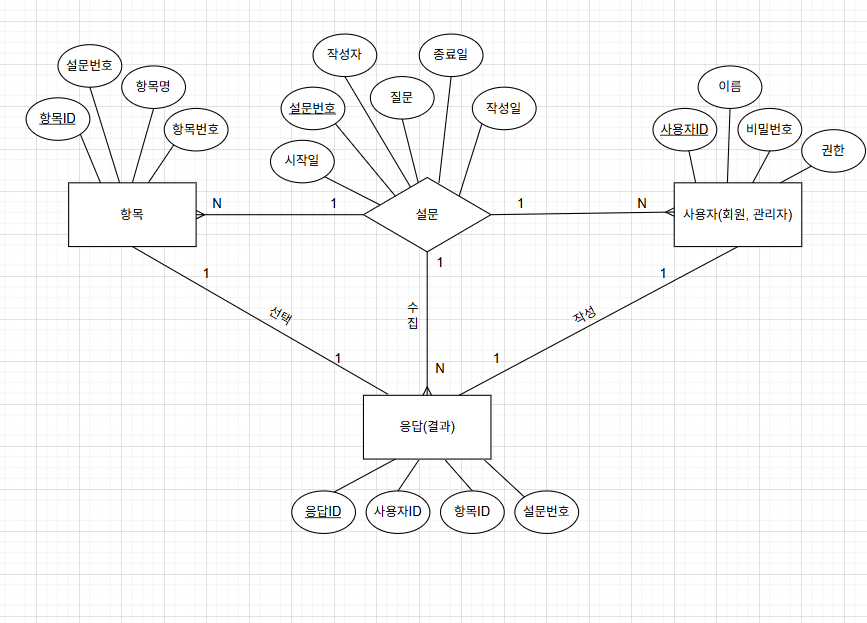 작성자
종료일
설문번호
항목명
이름
질문
설문번호
작성일
항목ID
항목번호
사용자ID
비밀번호
권한
시작일
N
1
1
N
항목
설문
사용자(회원, 관리자)
1
1
1
선택
수
집
작성
1
N
1
응답(결과)
응답ID
사용자ID
항목ID
설문번호